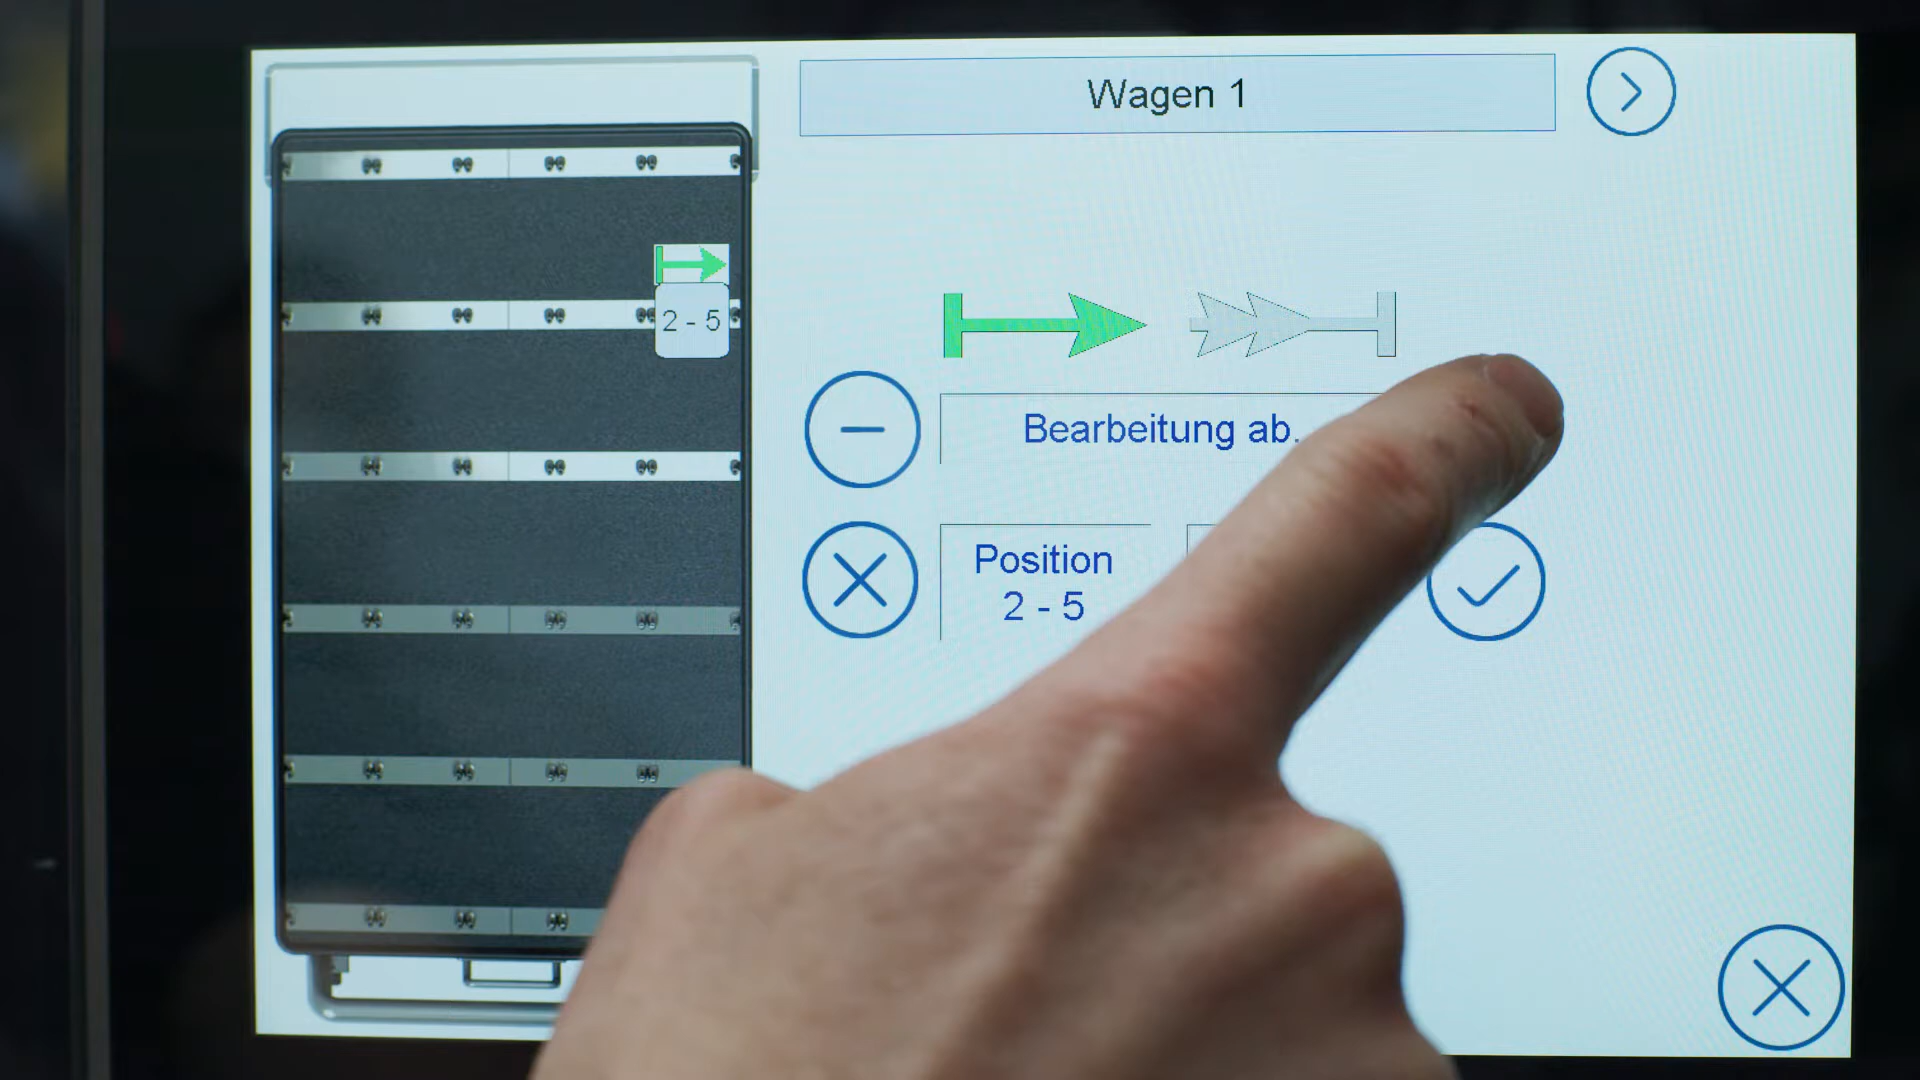 Wagen 1
2 - 5
Bearbeitung ab.
Position
2 - 5